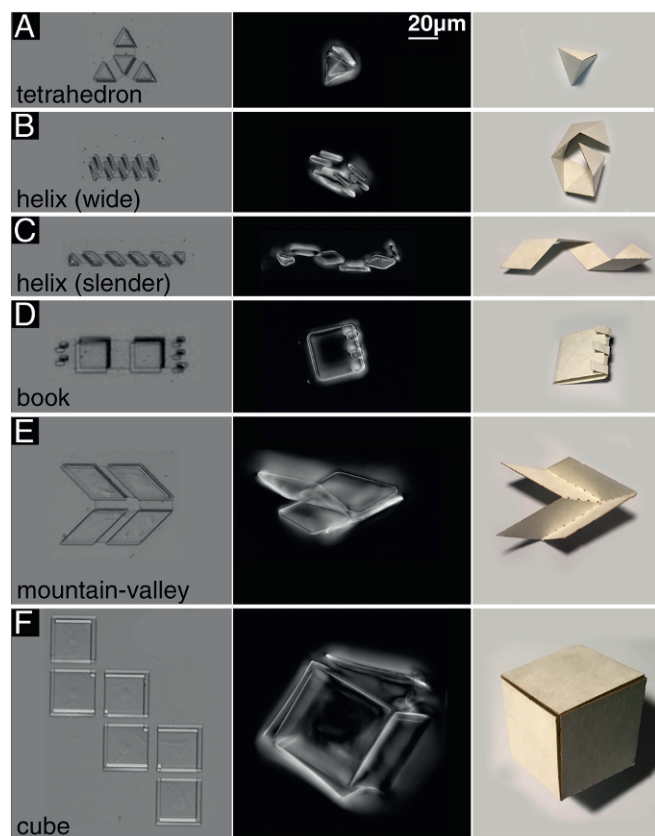 A
20µm
tetrahedron
B
helix (wide)
C
helix (slender)
D
book
E
mountain-valley
F
cube